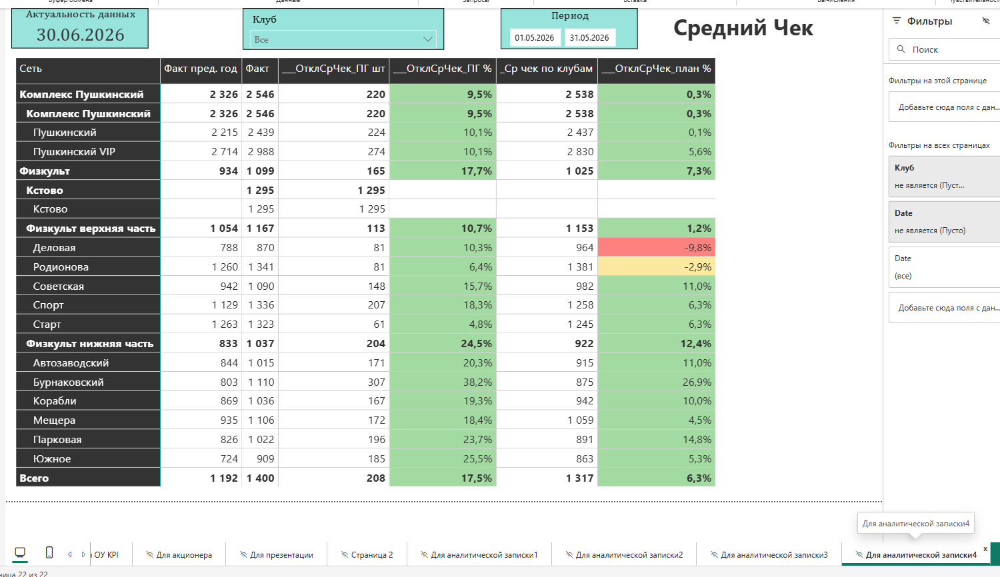 Буфер обмена Данные Запросы Вставка Вычисления
Актуальность данных
30.06.2026
Клуб
Все
Период
01.05.2026 31.05.2026
Средний Чек
Сеть Факт пред. год Факт ___ОтклСрЧек_ПГ шт ___ОтклСрЧек_ПГ % _Ср чек по клубам ___ОтклСрЧек_план %
Комплекс Пушкинский 2 326 2 546 220 9,5% 2 538 0,3%
Комплекс Пушкинский 2 326 2 546 220 9,5% 2 538 0,3%
Пушкинский 2 215 2 439 224 10,1% 2 437 0,1%
Пушкинский VIP 2 714 2 988 274 10,1% 2 830 5,6%
Физкульт 934 1 099 165 17,7% 1 025 7,3%
Кстово 1 295 1 295
Кстово 1 295 1 295
Физкульт верхняя часть 1 054 1 167 113 10,7% 1 153 1,2%
Деловая 788 870 81 10,3% 964 -9,8%
Родионова 1 260 1 341 81 6,4% 1 381 -2,9%
Советская 942 1 090 148 15,7% 982 11,0%
Спорт 1 129 1 336 207 18,3% 1 258 6,3%
Старт 1 263 1 323 61 4,8% 1 245 6,3%
Физкульт нижняя часть 833 1 037 204 24,5% 922 12,4%
Автозаводский 844 1 015 171 20,3% 915 11,0%
Бурнаковский 803 1 110 307 38,2% 875 26,9%
Корабли 869 1 036 167 19,3% 942 10,0%
Мещера 935 1 106 172 18,4% 1 059 4,5%
Парковая 826 1 022 196 23,7% 891 14,8%
Южное 724 909 185 25,5% 863 5,3%
Всего 1 192 1 400 208 17,5% 1 317 6,3%
Фильтры
Поиск
Фильтры на этой странице
Добавьте сюда поля с дан...
Фильтры на всех страницах
Клуб
не является (Пуст...
Date
не является (Пусто)
Date
(все)
Добавьте сюда поля с дан...
Для аналитической записки4
ОУ KPI Для акционера Для презентации Страница 2 Для аналитической записки1 Для аналитической записки2 Для аналитической записки3 Для аналитической записки4 x
22 из 22